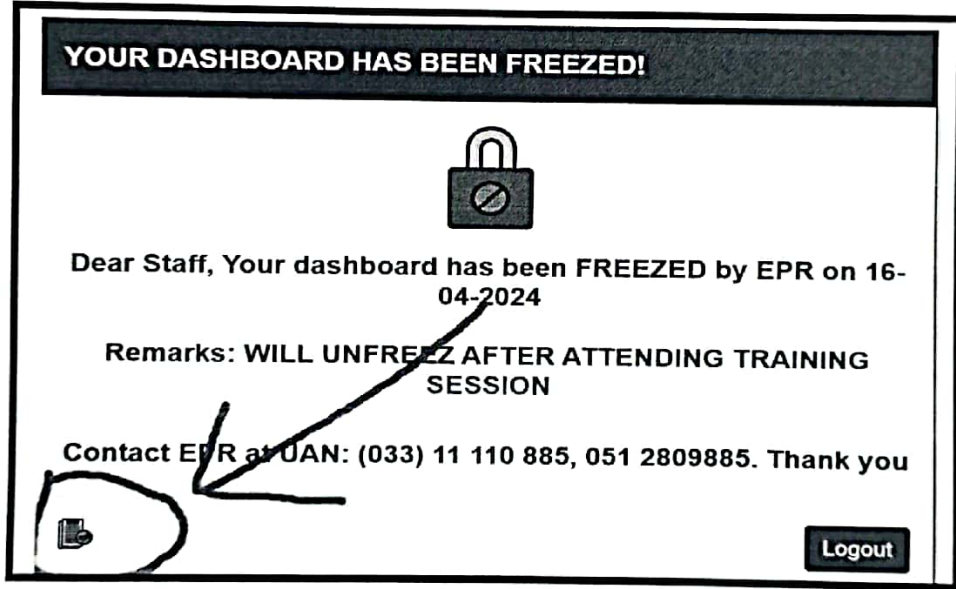 YOUR DASHBOARD HAS BEEN FREEZED!
Dear Staff, Your dashboard has been FREEZED by EPR on 16-
04-2024
Remarks: WILL UNFREEZ AFTER ATTENDING TRAINING
SESSION
Contact EPR at UAN: (033) 11 110 885, 051 2809885. Thank you
Logout